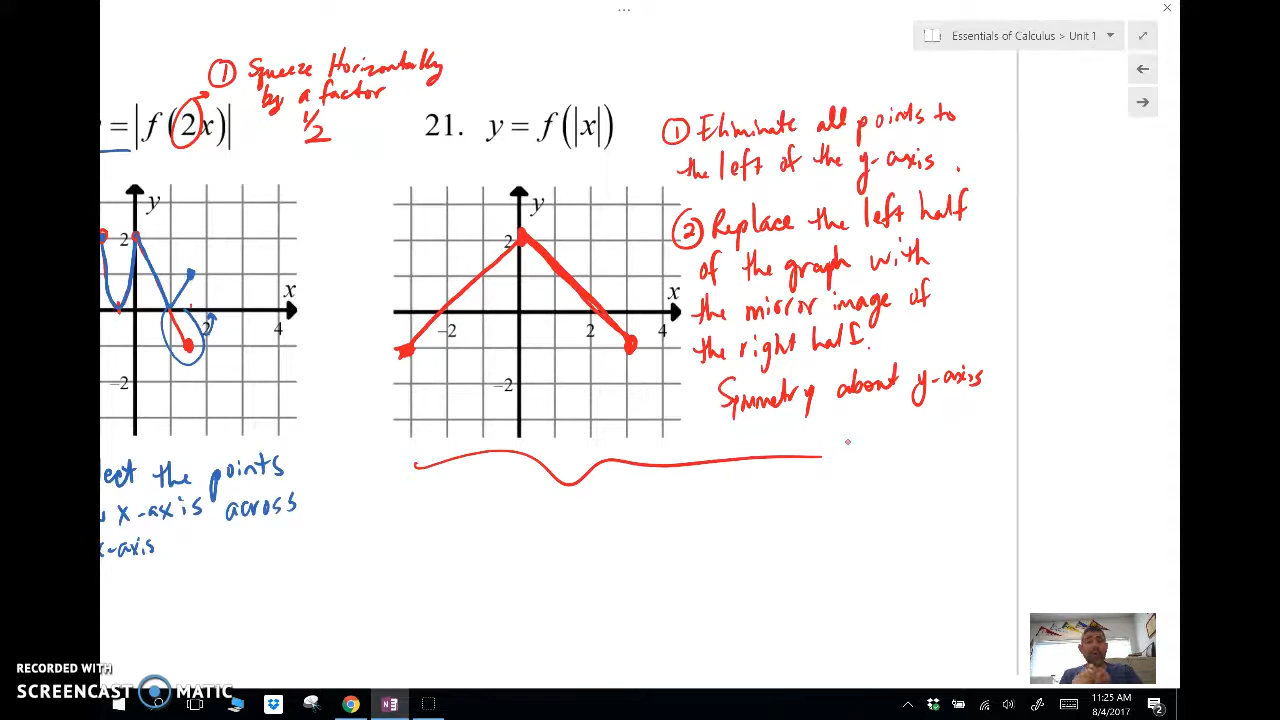 ...
Essentials of Calculus > Unit 1
① Squeeze Horizontally
by a factor
1/2
= |f(2x)|
21. y = f(|x|)
① Eliminate all points to
the left of the y-axis.
② Replace the left half
of the graph with
the mirror image of
the right half.
Symmetry about y-axis
y
2
x
2
4
-2
y
2
x
-2
2
4
-2
lect the points
x-axis across
x-axis
RECORDED WITH
SCREENCAST MATIC
11:25 AM
8/4/2017
2